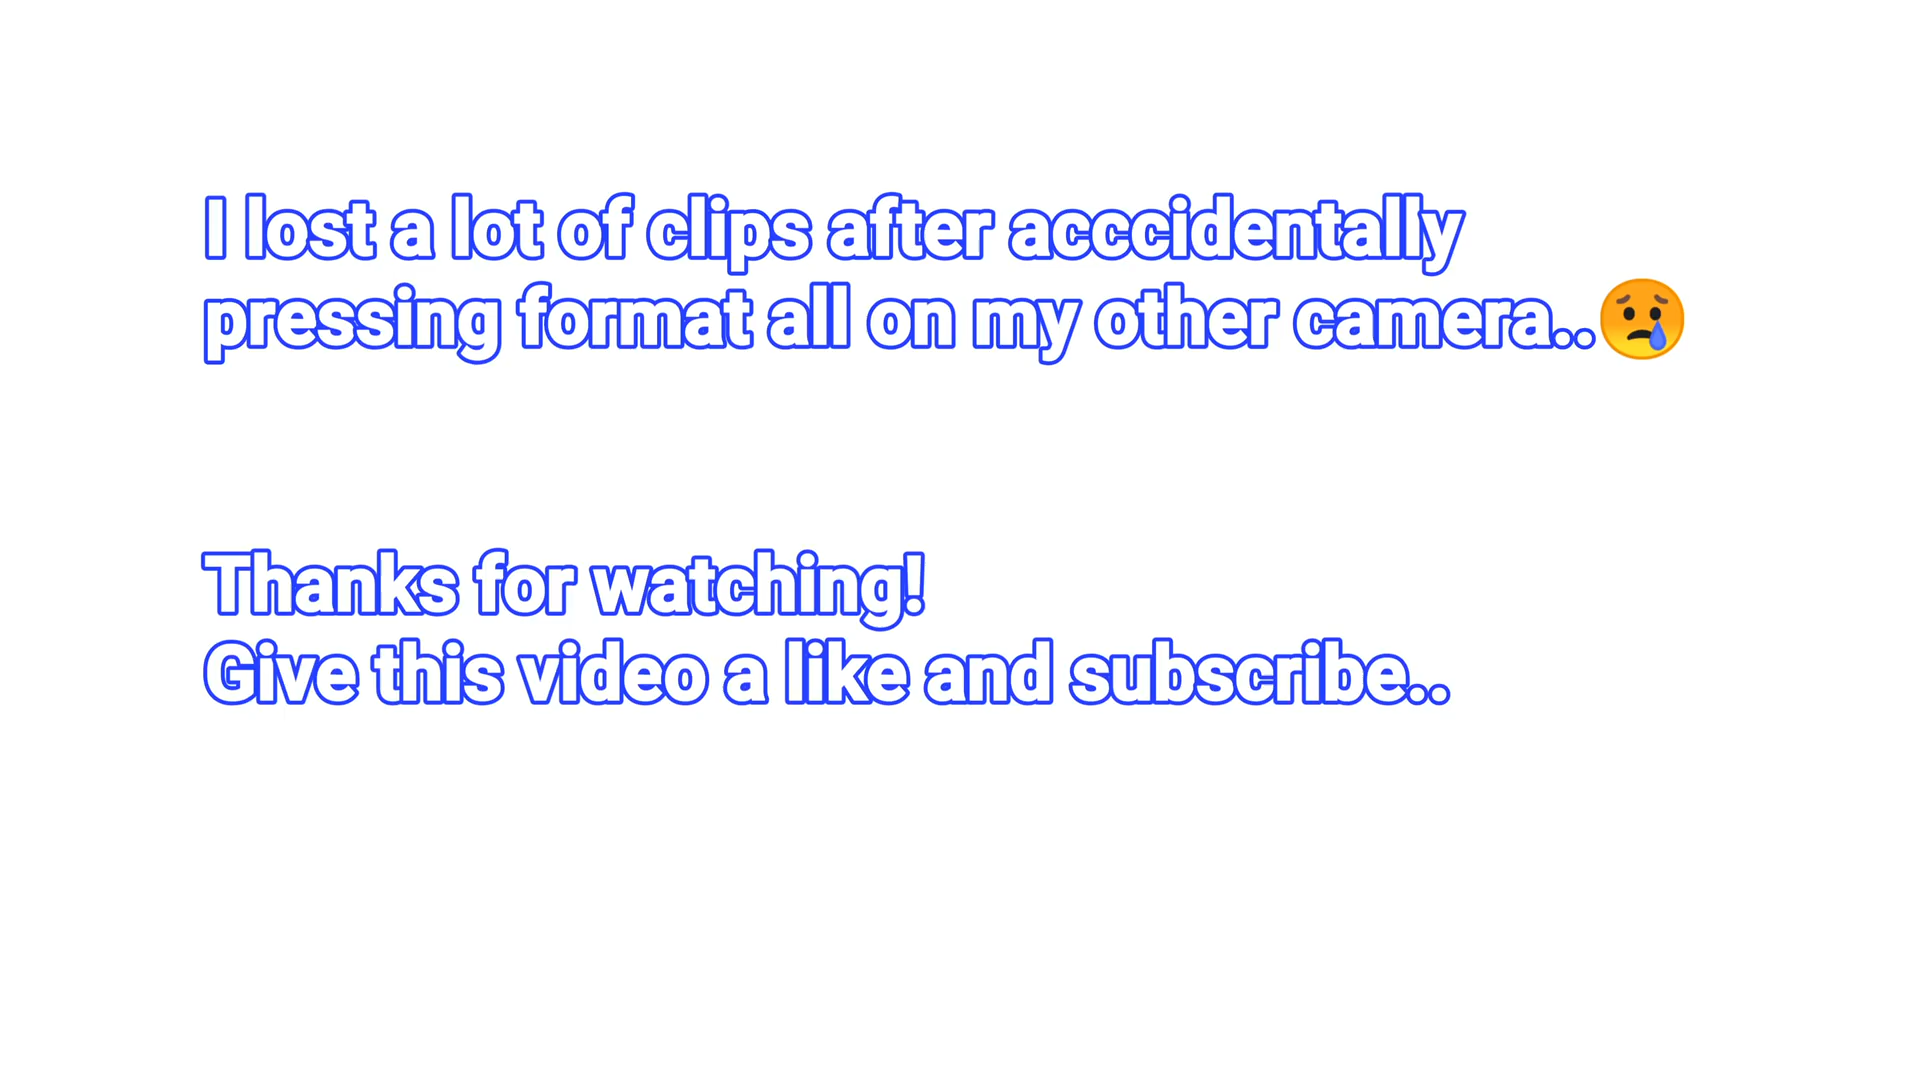 I lost a lot of clips after acccidentally
pressing format all on my other camera..😢
Thanks for watching!
Give this video a like and subscribe..